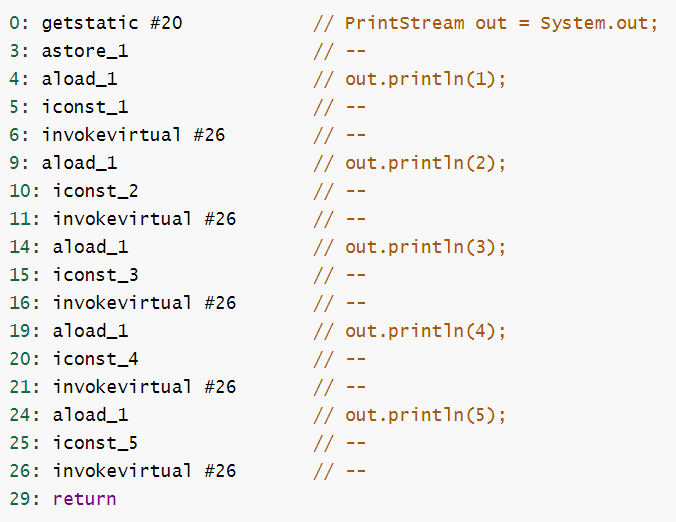 0: getstatic #20 // PrintStream out = System.out;
3: astore_1 // --
4: aload_1 // out.println(1);
5: iconst_1 // --
6: invokevirtual #26 // --
9: aload_1 // out.println(2);
10: iconst_2 // --
11: invokevirtual #26 // --
14: aload_1 // out.println(3);
15: iconst_3 // --
16: invokevirtual #26 // --
19: aload_1 // out.println(4);
20: iconst_4 // --
21: invokevirtual #26 // --
24: aload_1 // out.println(5);
25: iconst_5 // --
26: invokevirtual #26 // --
29: return